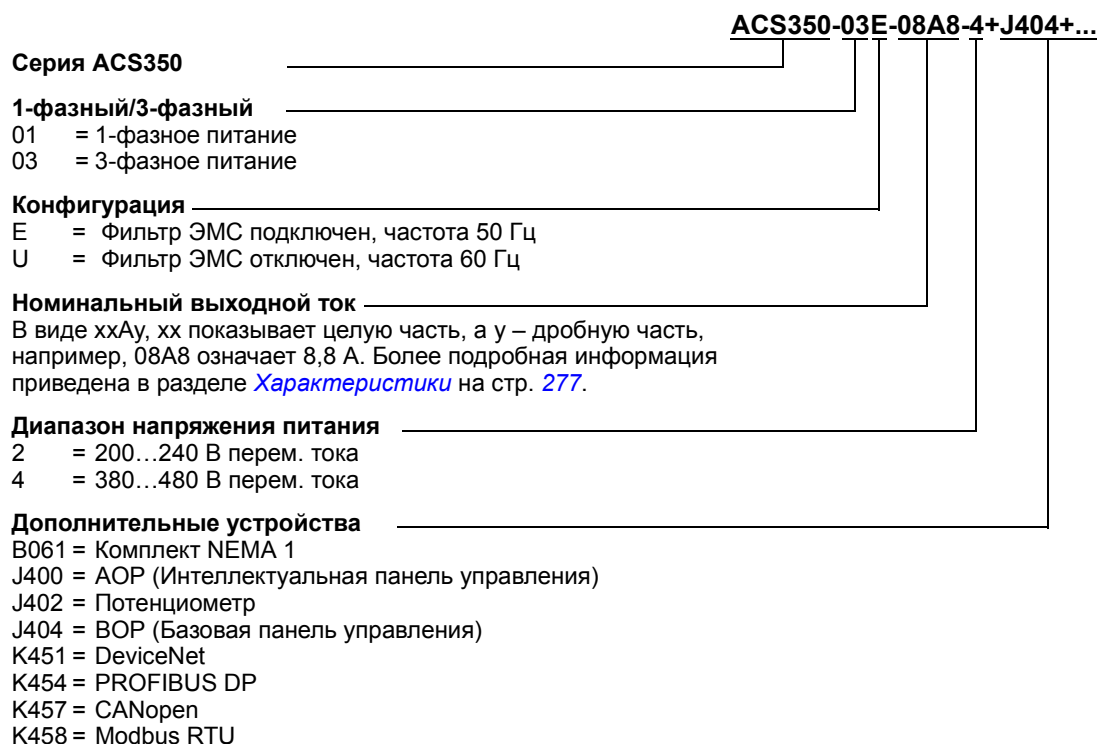 ACS350-03E-08A8-4+J404+...
Серия ACS350
1-фазный/3-фазный
01 = 1-фазное питание
03 = 3-фазное питание
Конфигурация
E = Фильтр ЭМС подключен, частота 50 Гц
U = Фильтр ЭМС отключен, частота 60 Гц
Номинальный выходной ток
В виде xxAy, xx показывает целую часть, а y – дробную часть,
например, 08A8 означает 8,8 А. Более подробная информация
приведена в разделе Характеристики на стр. 277.
Диапазон напряжения питания
2 = 200…240 В перем. тока
4 = 380…480 В перем. тока
Дополнительные устройства
B061 = Комплект NEMA 1
J400 = AOP (Интеллектуальная панель управления)
J402 = Потенциометр
J404 = BOP (Базовая панель управления)
K451 = DeviceNet
K454 = PROFIBUS DP
K457 = CANopen
K458 = Modbus RTU